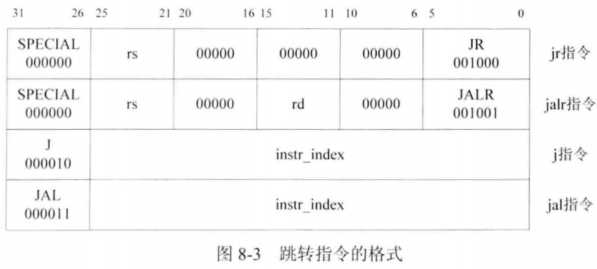 31 26 25 21 20 16 15 11 10 6 5 0
SPECIAL
000000 rs 00000 00000 00000 JR
001000 jr指令
SPECIAL
000000 rs 00000 rd 00000 JALR
001001 jalr指令
J
000010 instr_index j指令
JAL
000011 instr_index jal指令
图 8-3 跳转指令的格式